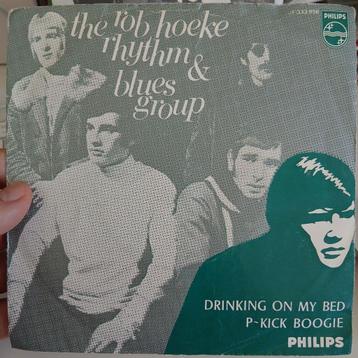 the rob hoeke
rhythm &
blues
group
PHILIPS
DRINKING ON MY BED
P-KICK BOOGIE
PHILIPS